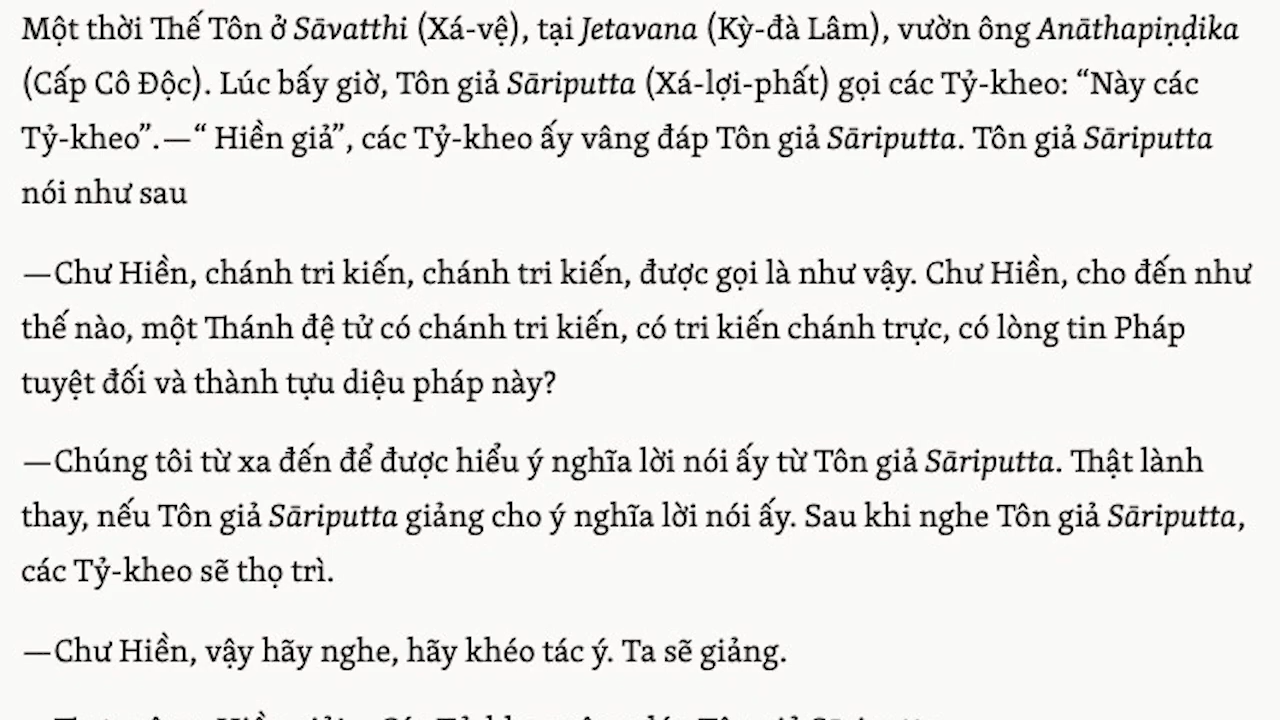 Một thời Thế Tôn ở Sāvatthi (Xá-vệ), tại Jetavana (Kỳ-đà Lâm), vườn ông Anāthapiṇḍika
(Cấp Cô Độc). Lúc bấy giờ, Tôn giả Sāriputta (Xá-lợi-phất) gọi các Tỷ-kheo: “Này các
Tỷ-kheo”.—“ Hiền giả”, các Tỷ-kheo ấy vâng đáp Tôn giả Sāriputta. Tôn giả Sāriputta
nói như sau
—Chư Hiền, chánh tri kiến, chánh tri kiến, được gọi là như vậy. Chư Hiền, cho đến như
thế nào, một Thánh đệ tử có chánh tri kiến, có tri kiến chánh trực, có lòng tin Pháp
tuyệt đối và thành tựu diệu pháp này?
—Chúng tôi từ xa đến để được hiểu ý nghĩa lời nói ấy từ Tôn giả Sāriputta. Thật lành
thay, nếu Tôn giả Sāriputta giảng cho ý nghĩa lời nói ấy. Sau khi nghe Tôn giả Sāriputta,
các Tỷ-kheo sẽ thọ trì.
—Chư Hiền, vậy hãy nghe, hãy khéo tác ý. Ta sẽ giảng.